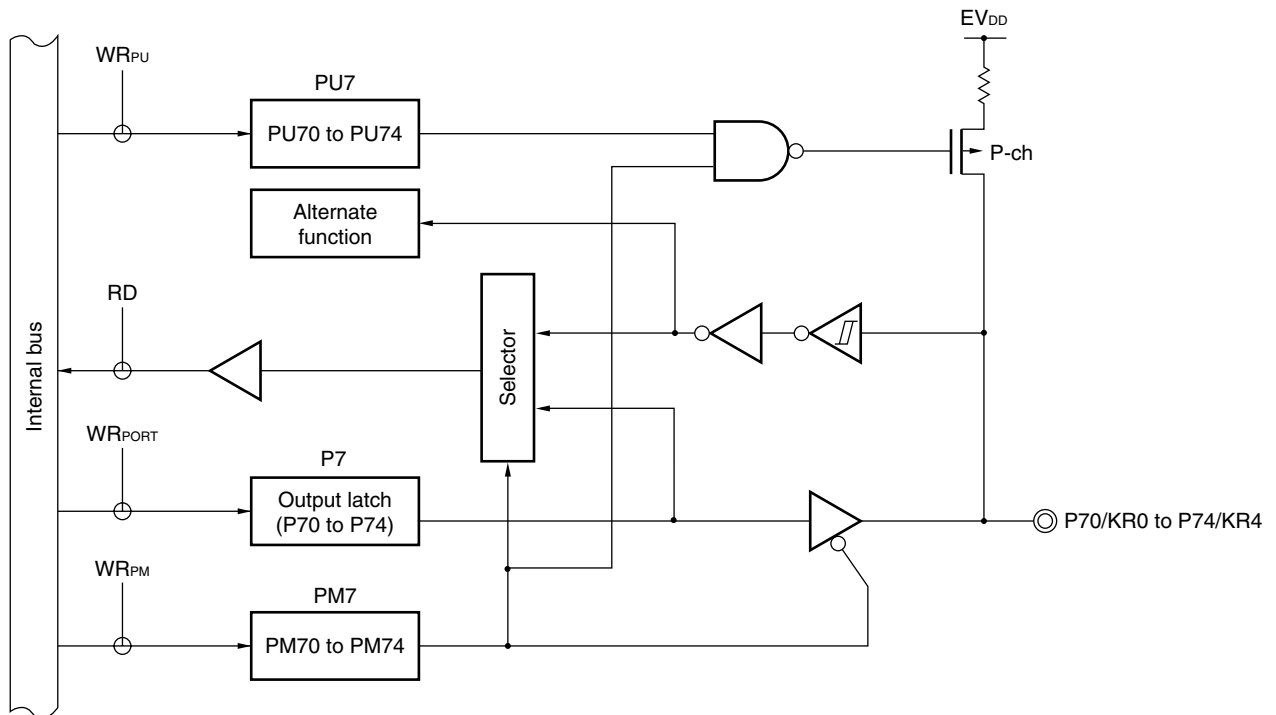 EVDD
WRPU
PU7
PU70 to PU74
P-ch
Alternate
function
RD
Internal bus
Selector
WRPORT
P7
Output latch
(P70 to P74)
P70/KR0 to P74/KR4
WRPM
PM7
PM70 to PM74